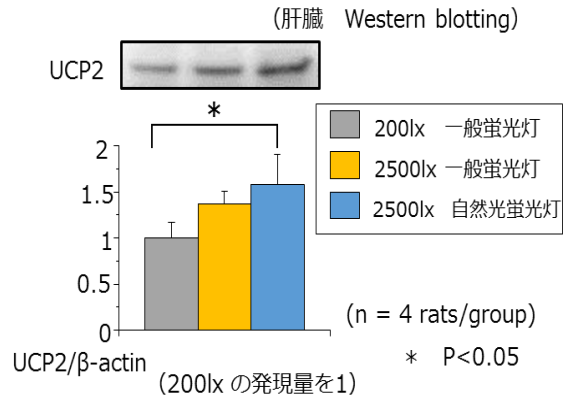 （肝臓　Western blotting）
UCP2
*
200lx　一般蛍光灯
2500lx 一般蛍光灯
2500lx　自然光蛍光灯
2
1.5
1
0.5
0
(n = 4 rats/group)
*　P<0.05
UCP2/β-actin
（200lx の発現量を1）